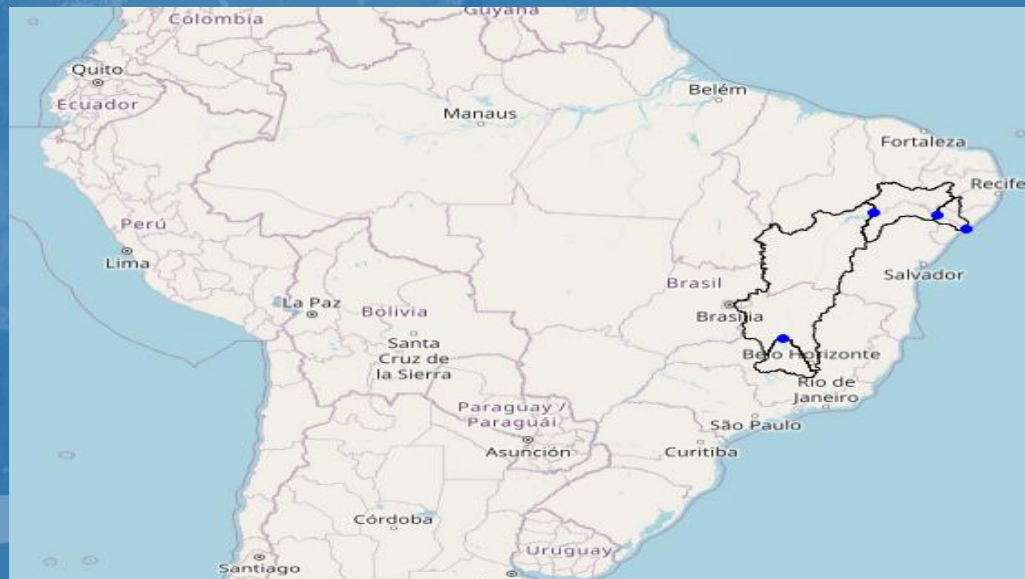 Guyana
Colombia
Quito
Ecuador
Belém
Manaus
Fortaleza
Recife
Perú
Lima
Salvador
Brasil
Brasília
La Paz
Bolivia
Santa
Cruz de
la Sierra
Belo Horizonte
Rio de
Janeiro
Paraguay /
Paraguái
São Paulo
Asunción
Curitiba
Córdoba
Uruguay
Santiago